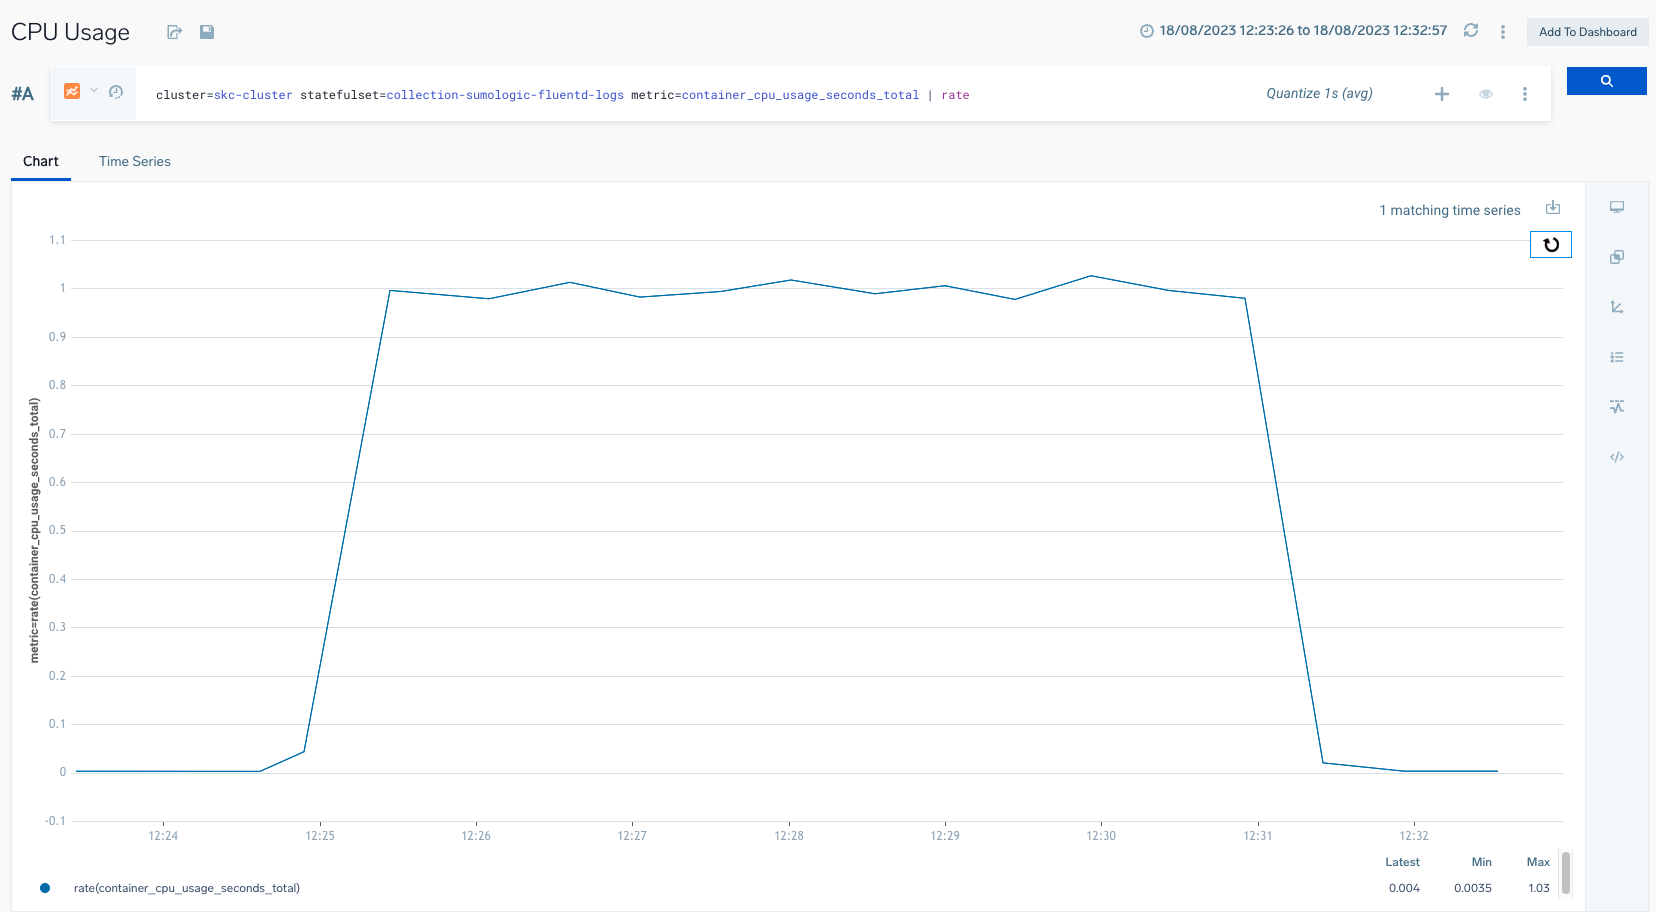 CPU Usage
18/08/2023 12:23:26 to 18/08/2023 12:32:57
Add To Dashboard
#A
cluster=skc-cluster statefulset=collection-sumologic-fluentd-logs metric=container_cpu_usage_seconds_total | rate
Quantize 1s (avg)
Chart
Time Series
1 matching time series
1.1
1
0.9
0.8
0.7
0.6
0.5
0.4
0.3
0.2
0.1
0
-0.1
metric=rate(container_cpu_usage_seconds_total)
12:24 12:25 12:26 12:27 12:28 12:29 12:30 12:31 12:32
Latest Min Max
rate(container_cpu_usage_seconds_total) 0.004 0.0035 1.03